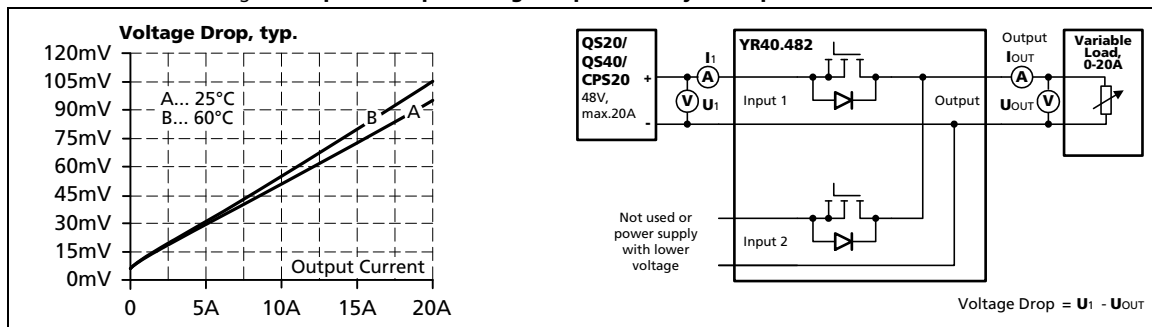 Voltage Drop, typ.
120mV
105mV
90mV
75mV
60mV
45mV
30mV
15mV
0mV
A... 25°C
B... 60°C
B
A
Output Current
0
5A
10A
15A
20A
QS20/
QS40/
CPS20
48V,
max.20A
+
-
I1
A
V
U1
YR40.482
Input 1
Output
Input 2
Not used or
power supply
with lower
voltage
Output
IOUT
A
UOUT
V
Variable
Load,
0-20A
Voltage Drop = U1 - UOUT